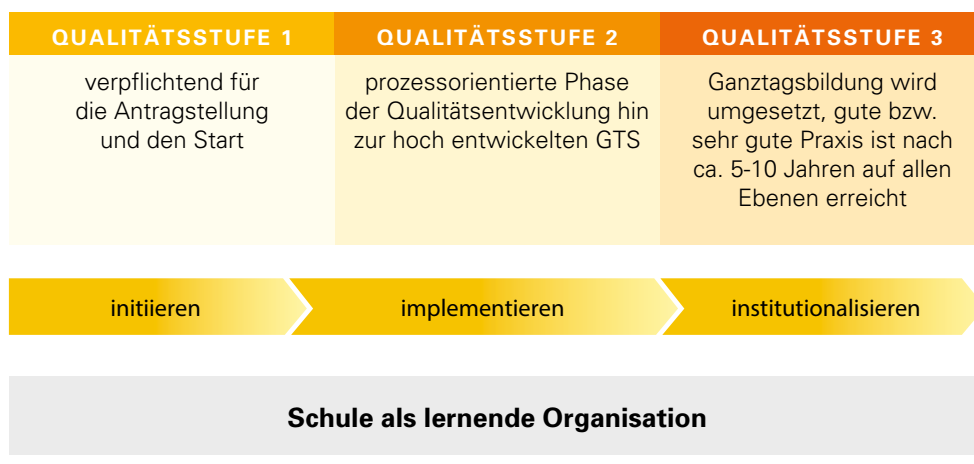 QUALITÄTSSTUFE 1
verpflichtend für
die Antragstellung
und den Start
QUALITÄTSSTUFE 2
prozessorientierte Phase
der Qualitätsentwicklung hin
zur hoch entwickelten GTS
QUALITÄTSSTUFE 3
Ganztagsbildung wird
umgesetzt, gute bzw.
sehr gute Praxis ist nach
ca. 5-10 Jahren auf allen
Ebenen erreicht
initiieren
implementieren
institutionalisieren
Schule als lernende Organisation